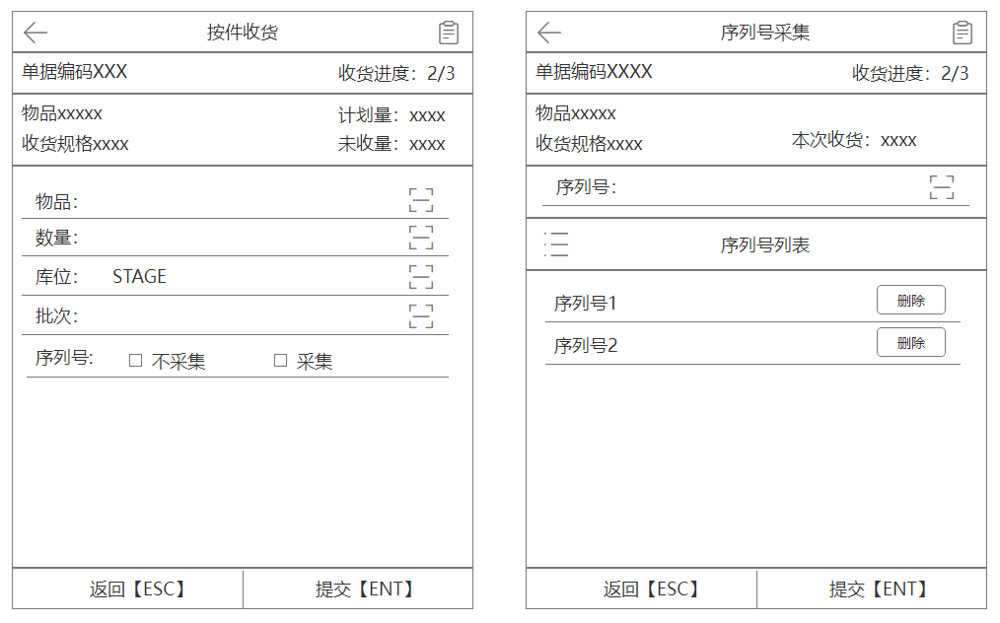 按件收货
单据编码XXX
收货进度：2/3
物品xxxxx
计划量：xxxx
收货规格xxxx
未收量：xxxx
物品：
数量：
库位： STAGE
批次：
序列号: 不采集 采集
返回【ESC】
提交【ENT】
序列号采集
单据编码XXXX
收货进度：2/3
物品xxxxx
收货规格xxxx
本次收货：xxxx
序列号：
序列号列表
序列号1
删除
序列号2
删除
返回【ESC】
提交【ENT】